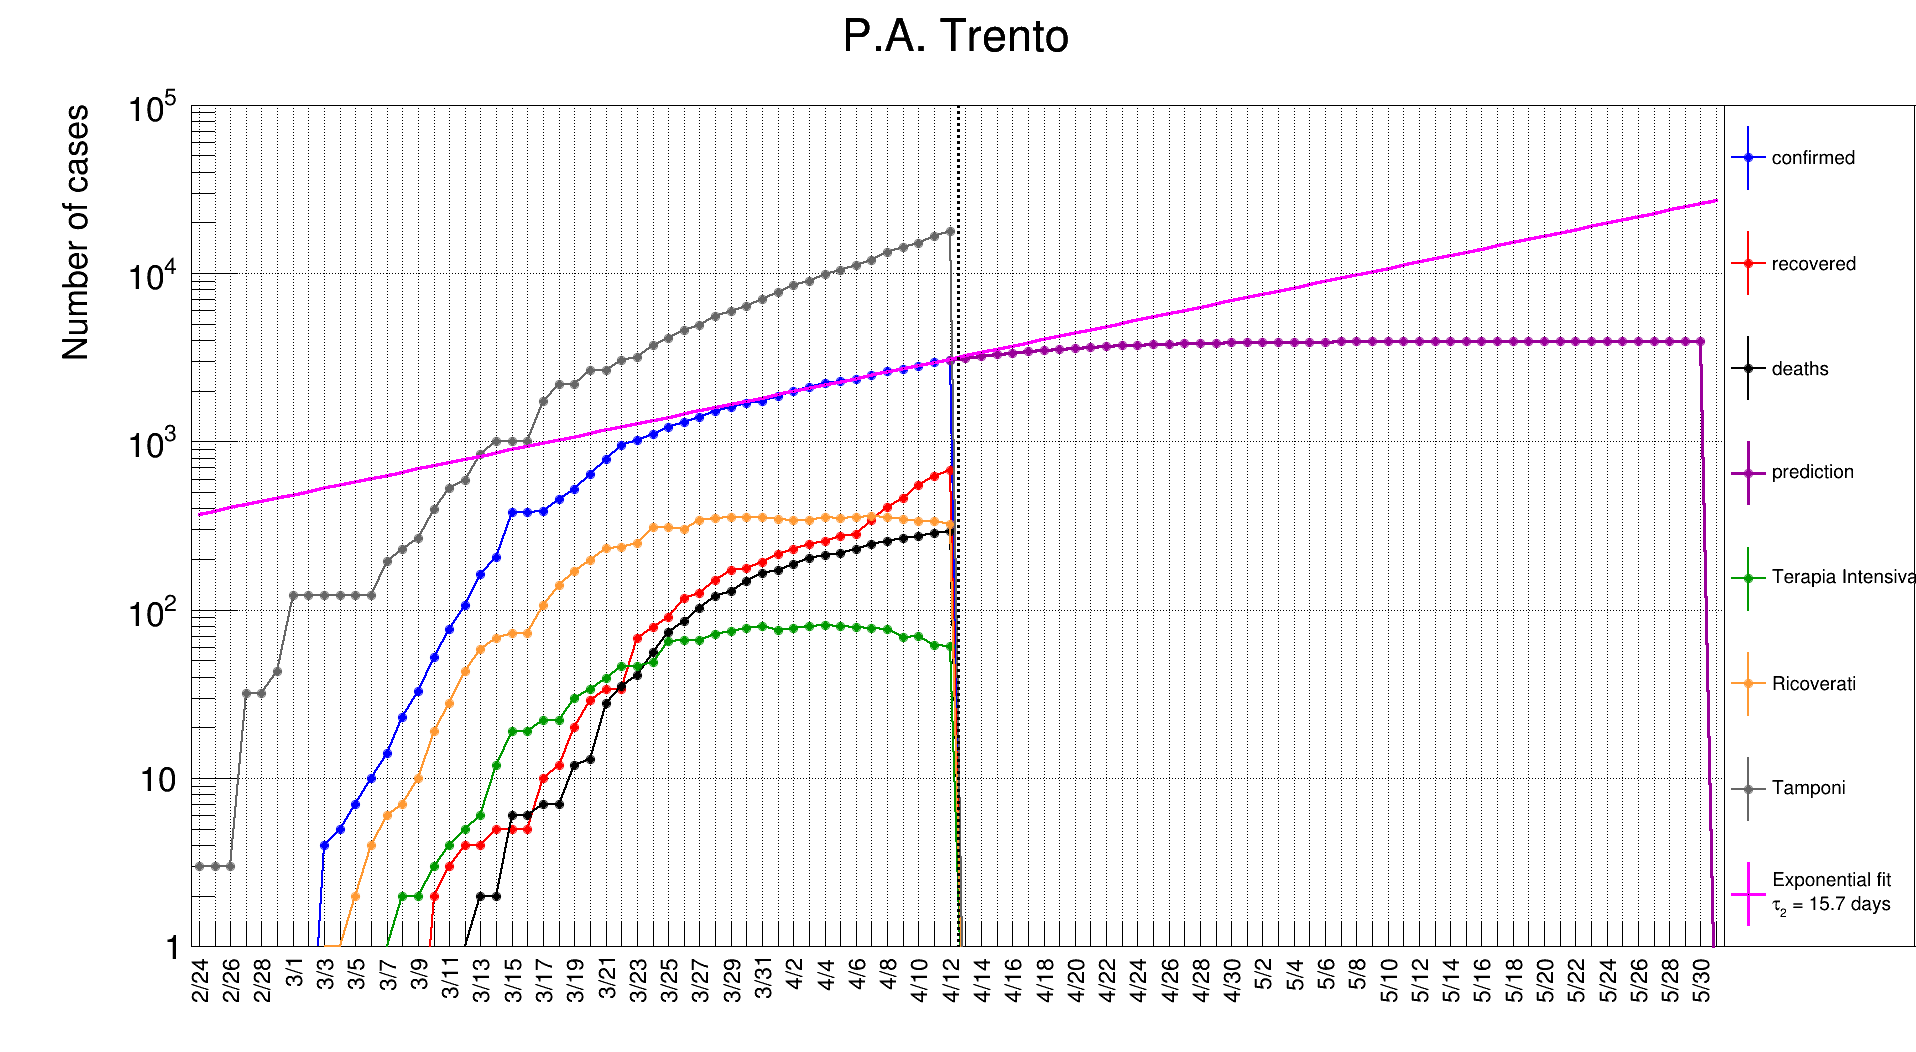 P.A. Trento
Number of cases
10^5
10^4
10^3
10^2
10
1
2/24 2/26 2/28 3/1 3/3 3/5 3/7 3/9 3/11 3/13 3/15 3/17 3/19 3/21 3/23 3/25 3/27 3/29 3/31 4/2 4/4 4/6 4/8 4/10 4/12 4/14 4/16 4/18 4/20 4/22 4/24 4/26 4/28 4/30 5/2 5/4 5/6 5/8 5/10 5/12 5/14 5/16 5/18 5/20 5/22 5/24 5/26 5/28 5/30
confirmed
recovered
deaths
prediction
Terapia Intensiva
Ricoverati
Tamponi
Exponential fit
τ₂ = 15.7 days